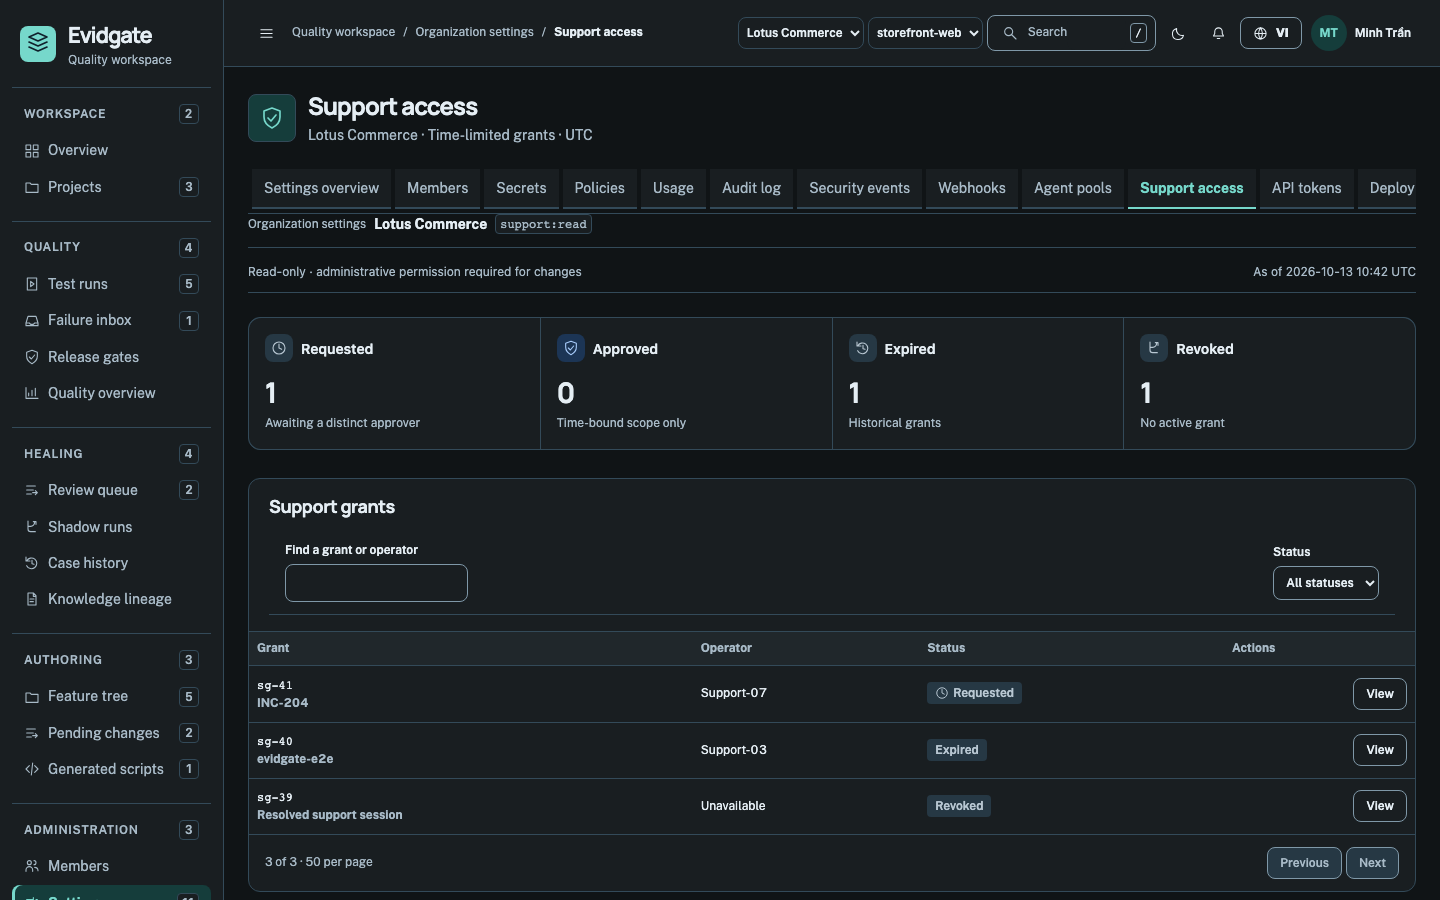 Evidgate
Quality workspace
WORKSPACE 2
Overview
Projects 3
QUALITY 4
Test runs 5
Failure inbox 1
Release gates
Quality overview
HEALING 4
Review queue 2
Shadow runs
Case history
Knowledge lineage
AUTHORING 3
Feature tree 5
Pending changes 2
Generated scripts 1
ADMINISTRATION 3
Members
Quality workspace / Organization settings / Support access
Lotus Commerce
storefront-web
Search /
VI
MT
Minh Trần
Support access
Lotus Commerce · Time-limited grants · UTC
Settings overview
Members
Secrets
Policies
Usage
Audit log
Security events
Webhooks
Agent pools
Support access
API tokens
Deploy
Organization settings Lotus Commerce support:read
Read-only · administrative permission required for changes
As of 2026-10-13 10:42 UTC
Requested
1
Awaiting a distinct approver
Approved
0
Time-bound scope only
Expired
1
Historical grants
Revoked
1
No active grant
Support grants
Find a grant or operator
Status
All statuses
Grant Operator Status Actions
sg-41
INC-204
Support-07
Requested
View
sg-40
evidgate-e2e
Support-03
Expired
View
sg-39
Resolved support session
Unavailable
Revoked
View
3 of 3 · 50 per page
Previous
Next